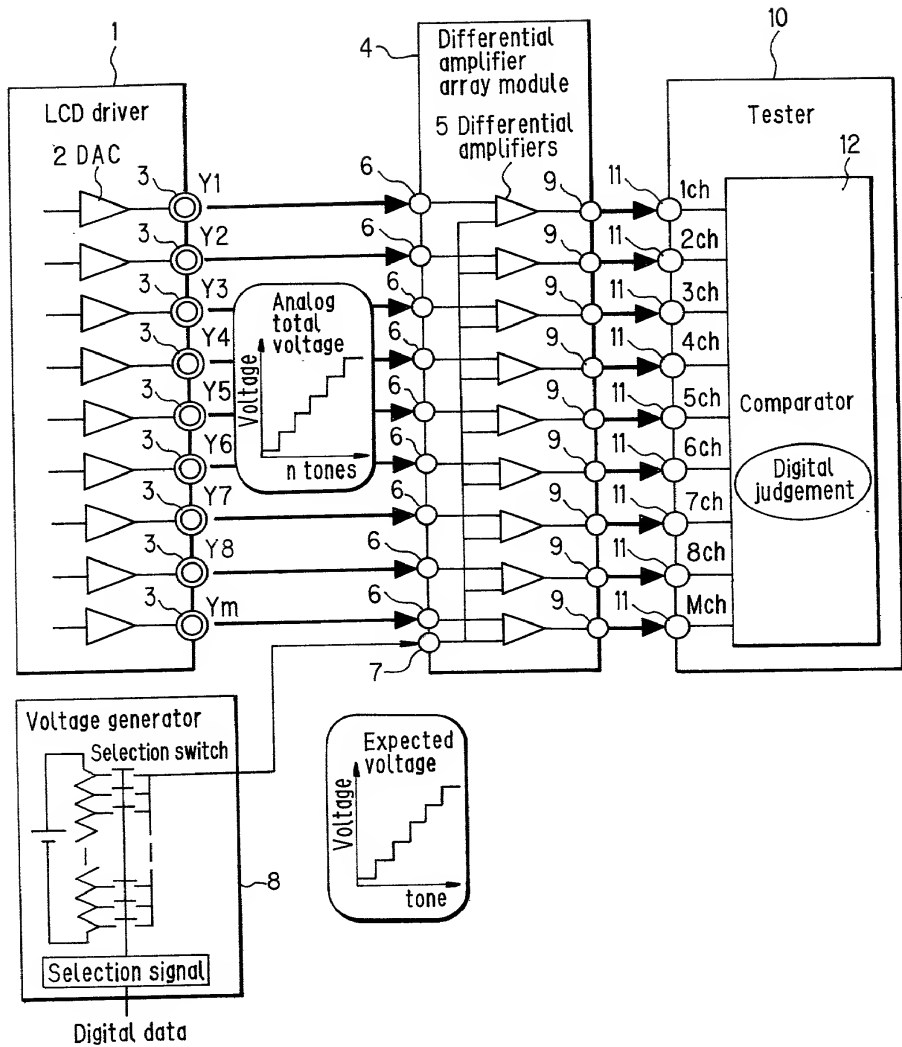 1
LCD driver
2 DAC
3 Y1
3 Y2
3 Y3
3 Y4
3 Y5
3 Y6
3 Y7
3 Y8
3 Ym
Analog
total
voltage
Voltage
n tones
6
6
6
6
6
6
6
6
6
7
4
Differential
amplifier
array module
5 Differential
amplifiers
9
9
9
9
9
9
9
9
9
10
Tester
12
11 1ch
11 2ch
11 3ch
11 4ch
11 5ch
11 6ch
11 7ch
11 8ch
11 Mch
Comparator
Digital
judgement
Voltage generator
Selection switch
8
Selection signal
Digital data
Expected
voltage
Voltage
tone